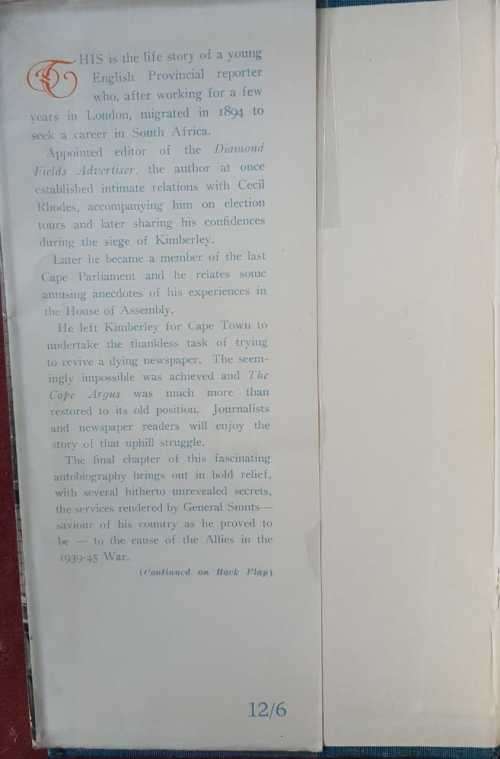 THIS is the life story of a young
English Provincial reporter
who, after working for a few
years in London, migrated in 1894 to
seek a career in South Africa.
Appointed editor of the Diamond
Fields Advertiser, the author at once
established intimate relations with Cecil
Rhodes, accompanying him on election
tours and later sharing his confidences
during the siege of Kimberley.
Later he became a member of the last
Cape Parliament and he relates some
amusing anecdotes of his experiences in
the House of Assembly.
He left Kimberley for Cape Town to
undertake the thankless task of trying
to revive a dying newspaper. The seem-
ingly impossible was achieved and The
Cape Argus was much more than
restored to its old position. Journalists
and newspaper readers will enjoy the
story of that uphill struggle.
The final chapter of this fascinating
autobiography brings out in bold relief,
with several hitherto unrevealed secrets,
the services rendered by General Smuts—
saviour of his country as he proved to
be — to the cause of the Allies in the
1939-45 War.
(Continued on Back Flap)
12/6